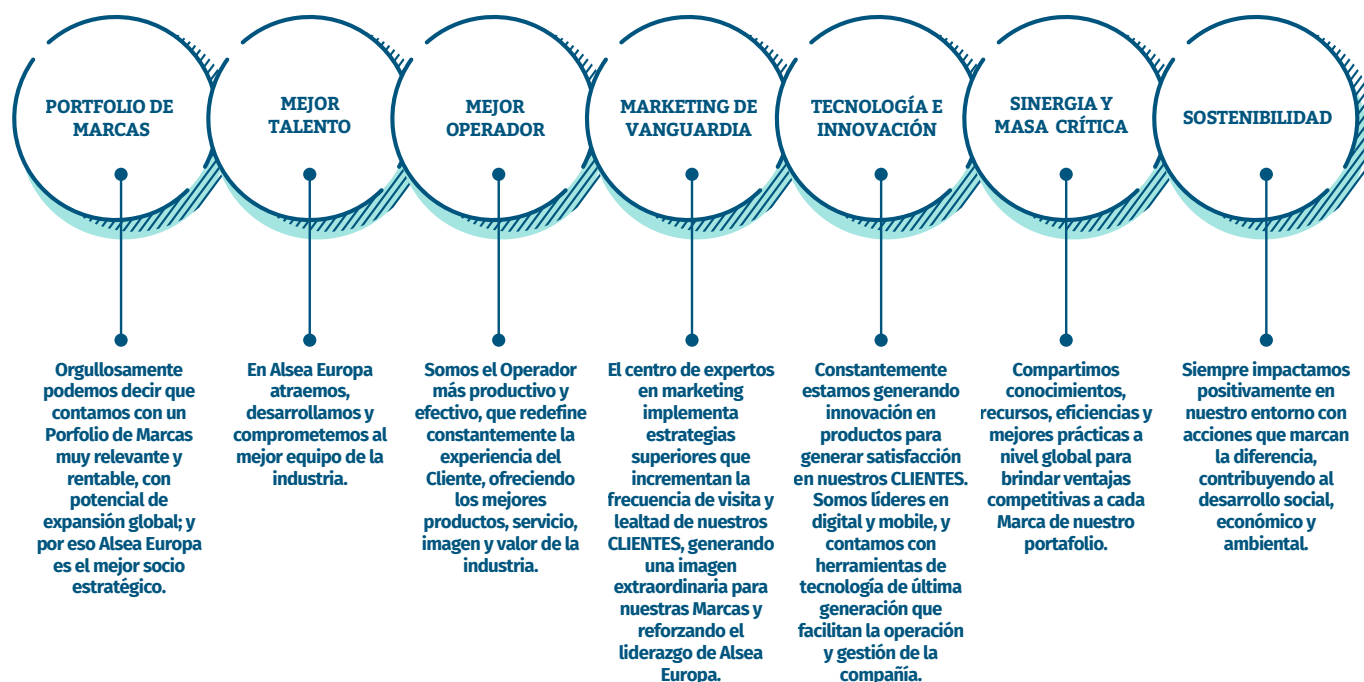 PORTFOLIO DE
MARCAS
MEJOR
TALENTO
MEJOR
OPERADOR
MARKETING DE
VANGUARDIA
TECNOLOGÍA E
INNOVACIÓN
SINERGIA Y
MASA CRÍTICA
SOSTENIBILIDAD
Orgullosamente
podemos decir que
contamos con un
Porfolio de Marcas
muy relevante y
rentable, con
potencial de
expansión global; y
por eso Alsea Europa
es el mejor socio
estratégico.
En Alsea Europa
atraemos,
desarrollamos y
comprometemos al
mejor equipo de la
industria.
Somos el Operador
más productivo y
efectivo, que redefine
constantemente la
experiencia del
Cliente, ofreciendo
los mejores
productos, servicio,
imagen y valor de la
industria.
El centro de expertos
en marketing
implementa
estrategias
superiores que
incrementan la
frecuencia de visita y
lealtad de nuestros
CLIENTES, generando
una imagen
extraordinaria para
nuestras Marcas y
reforzando el
liderazgo de Alsea
Europa.
Constantemente
estamos generando
innovación en
productos para
generar satisfacción
en nuestros CLIENTES.
Somos líderes en
digital y mobile, y
contamos con
herramientas de
tecnología de última
generación que
facilitan la operación
y gestión de la
compañía.
Compartimos
conocimientos,
recursos, eficiencias y
mejores prácticas a
nivel global para
brindar ventajas
competitivas a cada
Marca de nuestro
portafolio.
Siempre impactamos
positivamente en
nuestro entorno con
acciones que marcan
la diferencia,
contribuyendo al
desarrollo social,
económico y
ambiental.